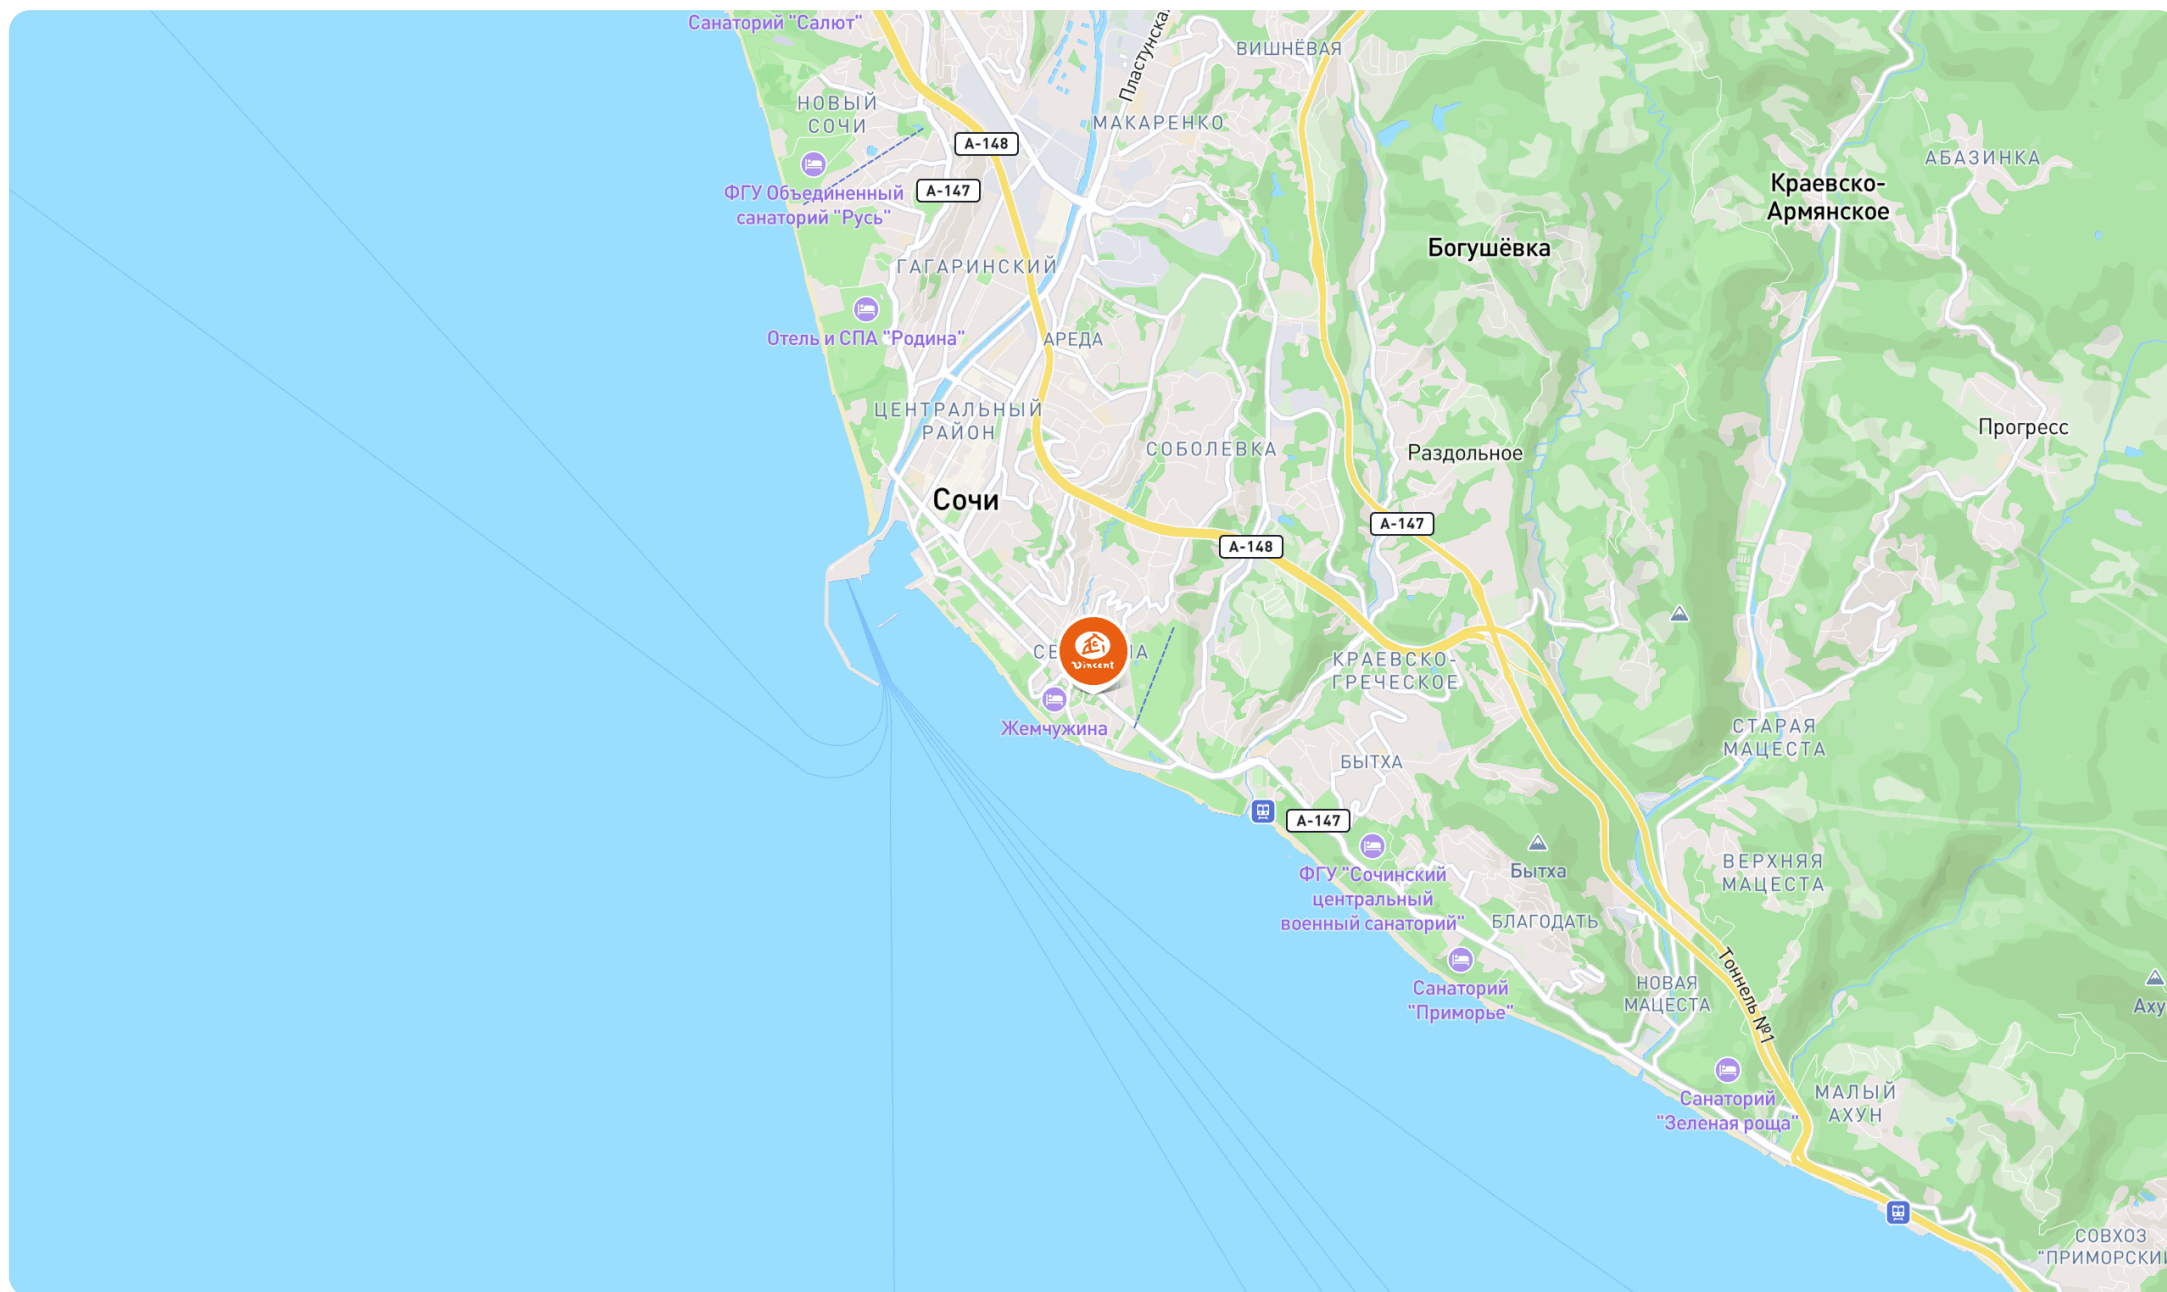 Санаторий "Салют"
Пластунская
ВИШНЁВАЯ
НОВЫЙ
СОЧИ
МАКАРЕНКО
А-148
АБАЗИНКА
ФГУ Объединенный
санаторий "Русь"
А-147
Краевско-
Армянское
Богушёвка
ГАГАРИНСКИЙ
Отель и СПА "Родина"
АРЕДА
ЦЕНТРАЛЬНЫЙ
РАЙОН
СОБОЛЕВКА
Раздольное
Прогресс
Сочи
А-147
А-148
Vincent
КРАЕВСКО-
ГРЕЧЕСКОЕ
Жемчужина
СТАРАЯ
МАЦЕСТА
БЫТХА
А-147
ФГУ "Сочинский
центральный
военный санаторий"
Бытха
ВЕРХНЯЯ
МАЦЕСТА
БЛАГОДАТЬ
Санаторий
"Приморье"
НОВАЯ
МАЦЕСТА
Тоннель №1
Аху
Санаторий
"Зеленая роща"
МАЛЫЙ
АХУН
СОВХОЗ
"ПРИМОРСКИЙ